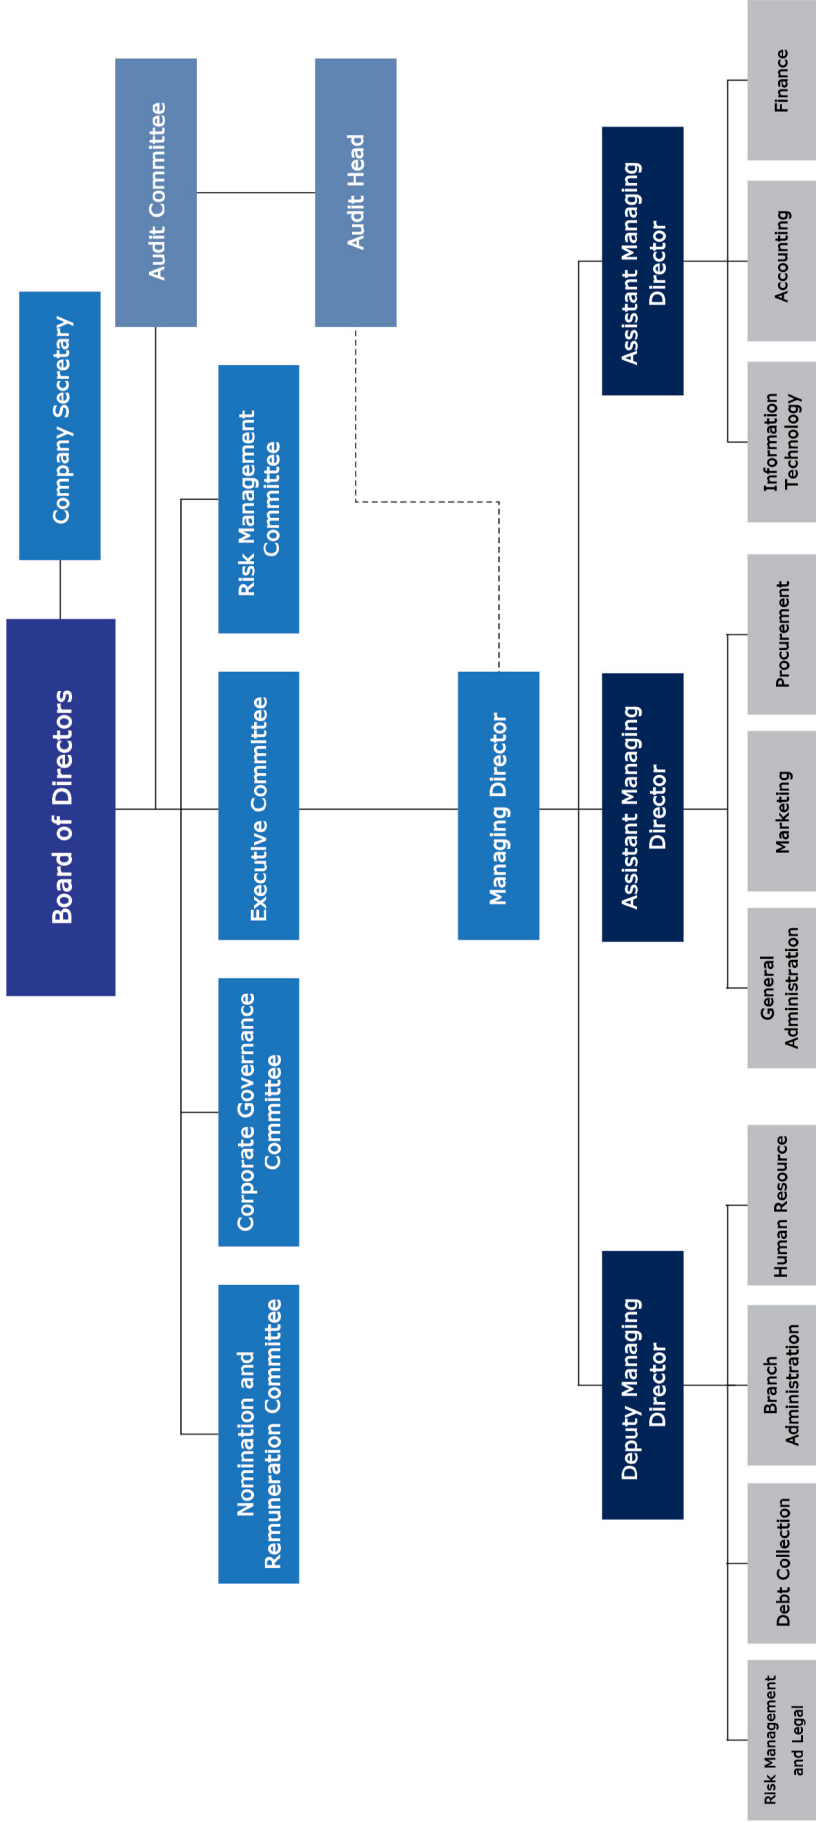 Board of Directors
Company Secretary
Audit Committee
Nomination and
Remuneration Committee
Corporate Governance
Committee
Executive Committee
Risk Management
Committee
Audit Head
Managing Director
Deputy Managing
Director
Assistant Managing
Director
Assistant Managing
Director
Risk Management
and Legal
Debt Collection
Branch
Administration
Human Resource
General
Administration
Marketing
Procurement
Information
Technology
Accounting
Finance